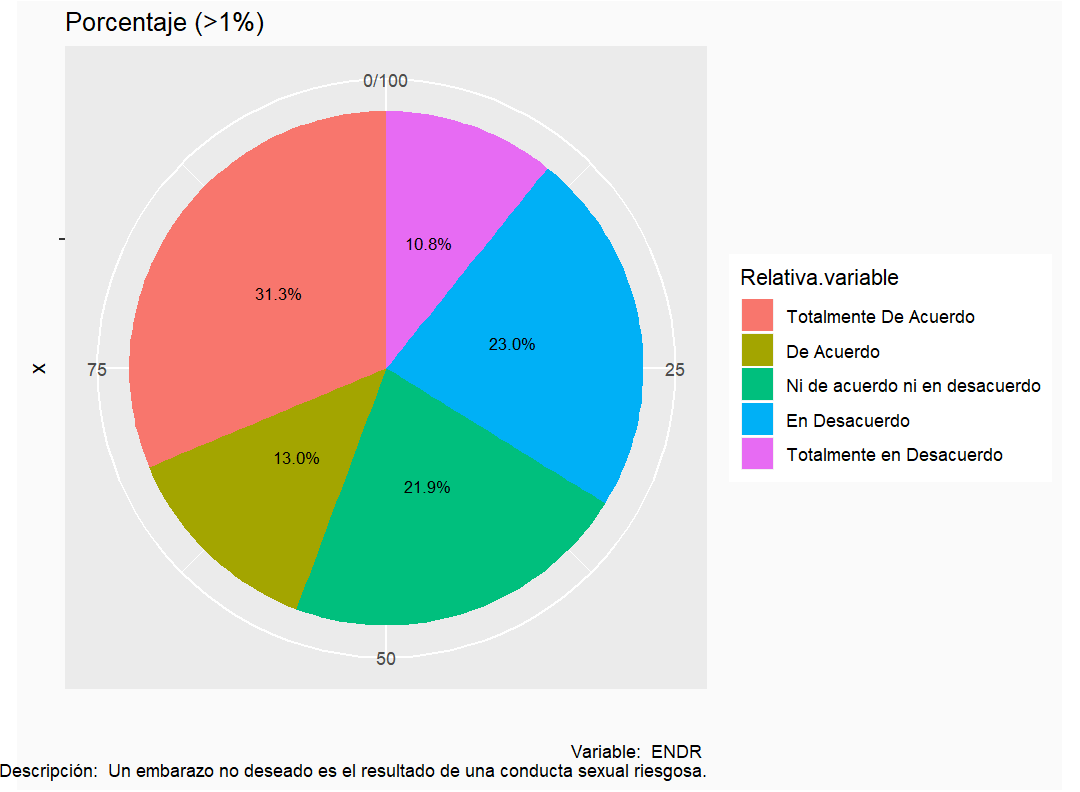 Porcentaje (>1%)
0/100
10.8%
31.3%
23.0%
x
75
25
13.0%
21.9%
50
Relativa.variable
Totalmente De Acuerdo
De Acuerdo
Ni de acuerdo ni en desacuerdo
En Desacuerdo
Totalmente en Desacuerdo
Variable:  ENDR
Descripción:  Un embarazo no deseado es el resultado de una conducta sexual riesgosa.